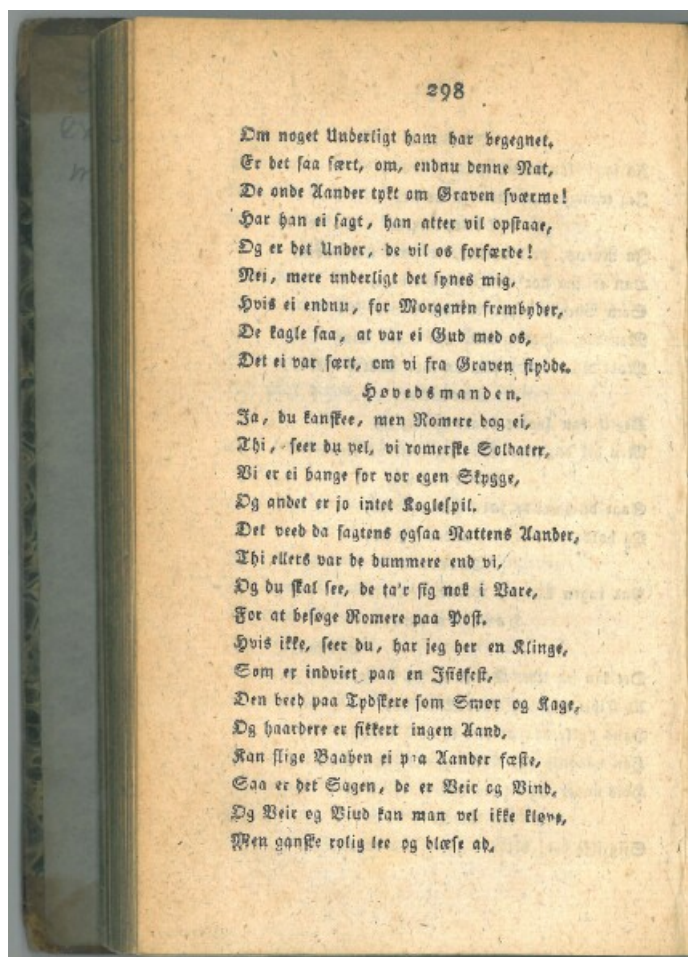 298
Om noget Underligt ham har begegnet.
Er det saa sært, om, endnu denne Nat,
De onde Aander tykt om Graven sværme!
Har han ei sagt, han atter vil opstaae,
Og er det Under, de vil os forfærde!
Nei, mere underligt det synes mig,
Hvis ei endnu, før Morgenen frembyder,
De kagle saa, at var ei Gud med os,
Det ei var sært, om vi fra Graven flydde.
Høvedsmanden.
Ja, du kanskee, men Romere dog ei,
Thi, seer du vel, vi romerske Soldater,
Vi er ei bange for vor egen Skygge,
Og andet er jo intet Koglespil.
Det veed da sagtens ogsaa Nattens Aander,
Thi ellers var de dummere end vi,
Og du skal see, de ta'r sig nok i Vare,
For at besøge Romere paa Post.
Hvis ikke, seer du, har jeg her en Klinge,
Som er indviet paa en Isisfest,
Den beed paa Tydskere som Smør og Kage,
Og haardere er sikkert ingen Aand,
Kan slige Vaaben ei paa Aander fæste,
Saa er det Sagen, de er Veir og Vind,
Og Veir og Viud kan man vel ikke kløve,
Men ganske rolig lee og blæse ad.